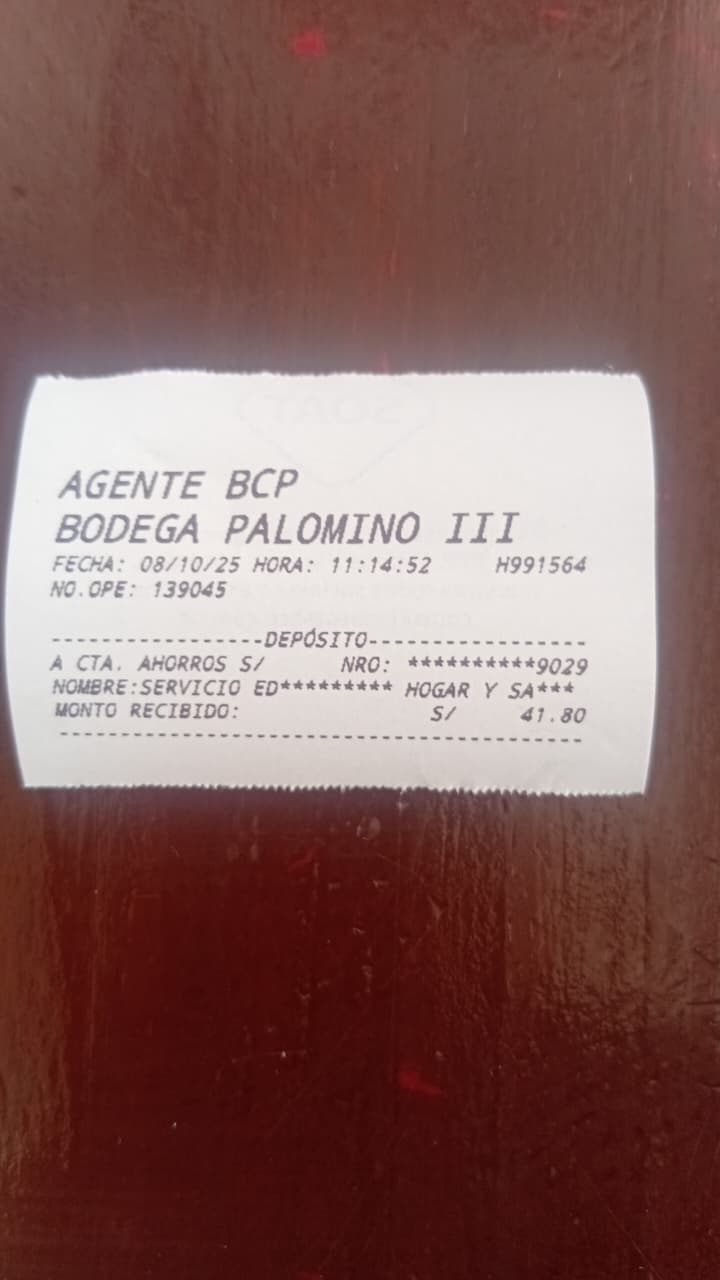 AGENTE BCP
BODEGA PALOMINO III
FECHA: 08/10/25 HORA: 11:14:52 H991564
NO.OPE: 139045
-----------------DEPÓSITO-----------------
A CTA. AHORROS S/ NRO: **********9029
NOMBRE:SERVICIO ED********* HOGAR Y SA***
MONTO RECIBIDO: S/ 41.80
------------------------------------------
SOAT